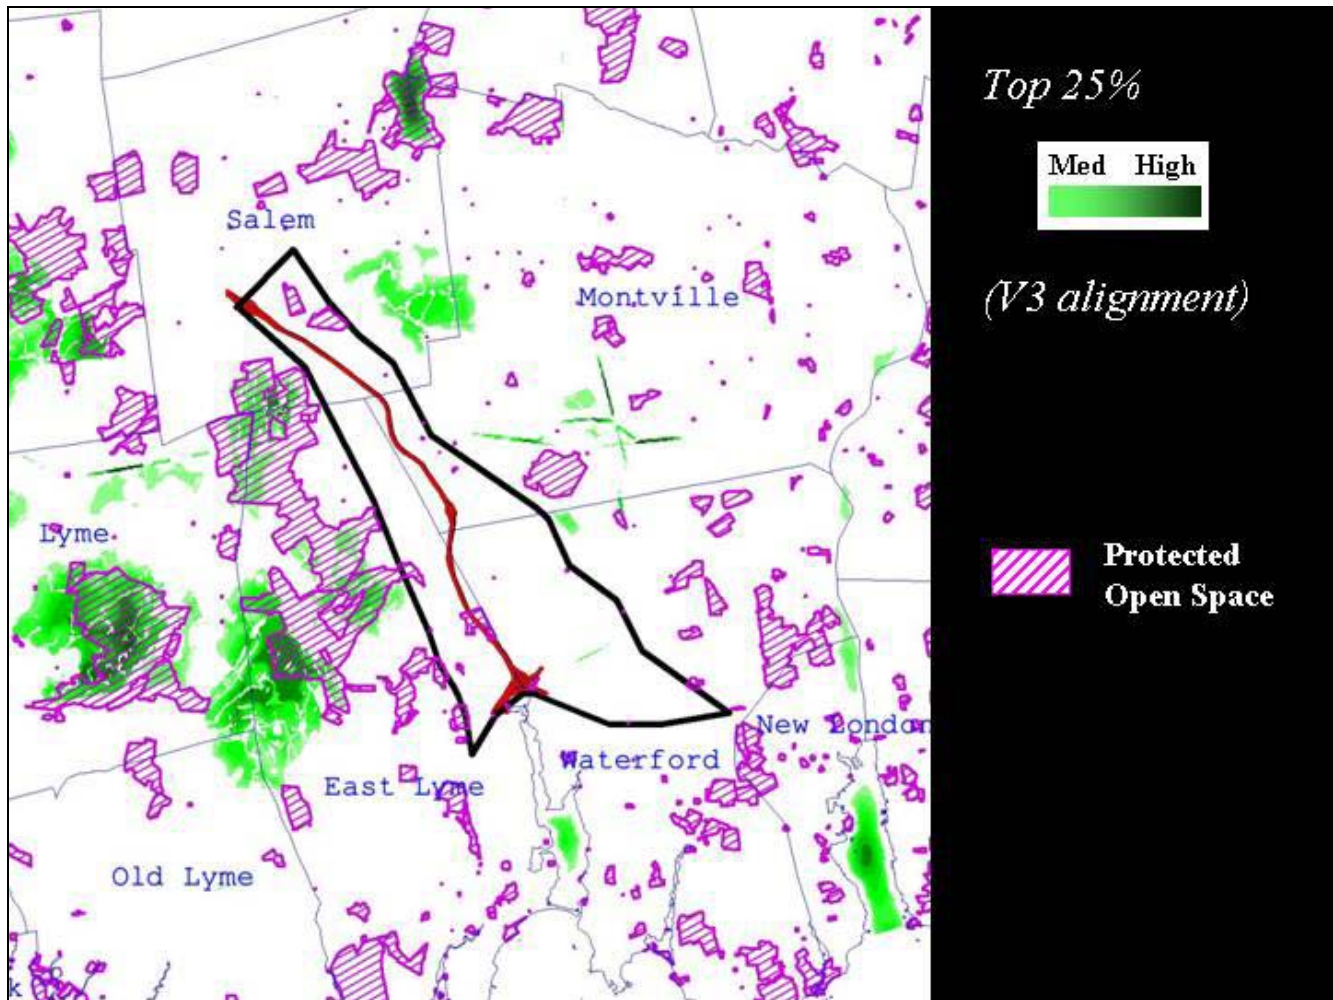 Top 25%
Med High
(V3 alignment)
Protected
Open Space
Salem
Montville
Lyme
New London
Waterford
East Lyme
Old Lyme
k